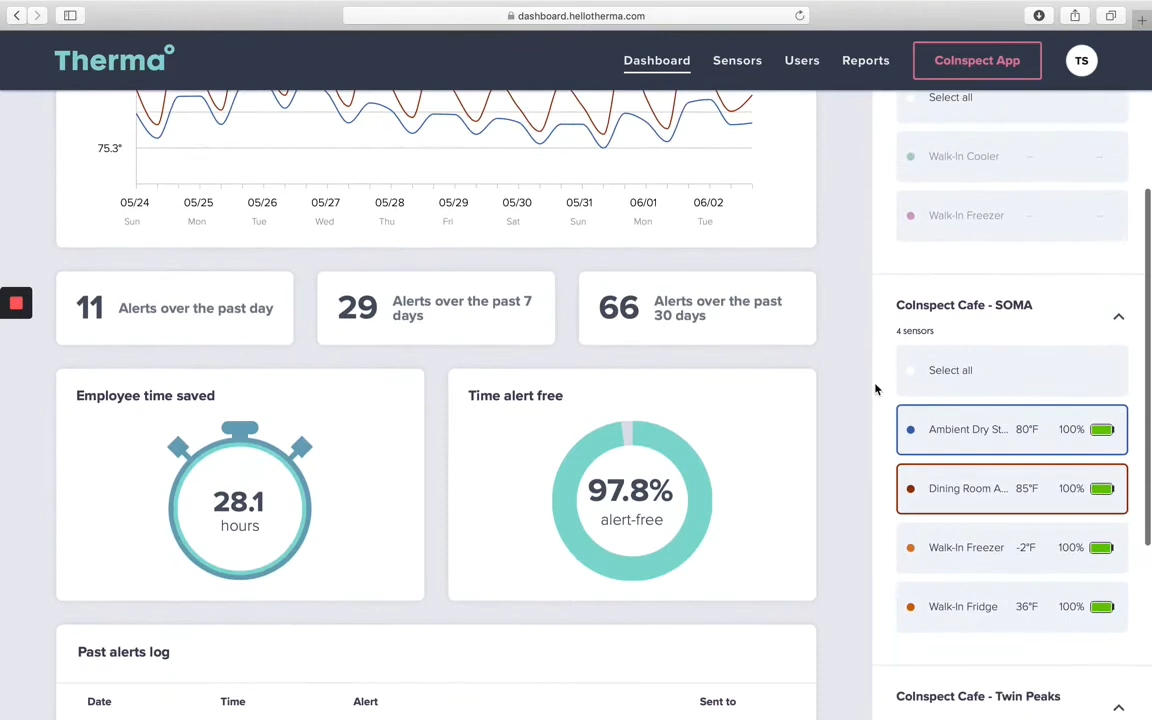 dashboard.hellotherma.com
Therma°
Dashboard
Sensors
Users
Reports
CoInspect App
TS
75.3°
05/24
05/25
05/26
05/27
05/28
05/29
05/30
05/31
06/01
06/02
Sun
Mon
Tue
Wed
Thu
Fri
Sat
Sun
Mon
Tue
11 Alerts over the past day
29 Alerts over the past 7
days
66 Alerts over the past
30 days
Employee time saved
28.1
hours
Time alert free
97.8%
alert-free
Past alerts log
Date
Time
Alert
Sent to
Select all
Walk-In Cooler – –
Walk-In Freezer – –
CoInspect Cafe - SOMA
4 sensors
Select all
Ambient Dry St... 80°F 100%
Dining Room A... 85°F 100%
Walk-In Freezer -2°F 100%
Walk-In Fridge 36°F 100%
CoInspect Cafe - Twin Peaks